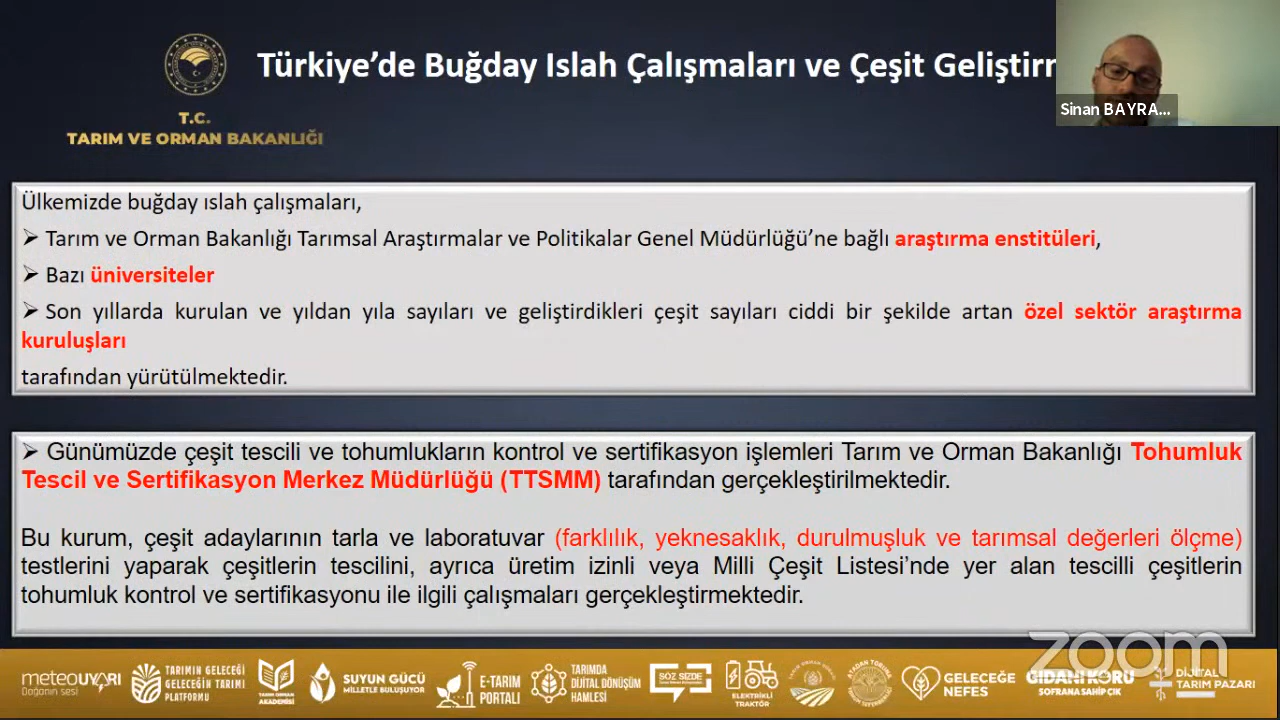 Türkiye’de Buğday Islah Çalışmaları ve Çeşit Geliştirm
Sinan BAYRA...
T.C.
TARIM VE ORMAN BAKANLIĞI
Ülkemizde buğday ıslah çalışmaları,
➢ Tarım ve Orman Bakanlığı Tarımsal Araştırmalar ve Politikalar Genel Müdürlüğü’ne bağlı araştırma enstitüleri,
➢ Bazı üniversiteler
➢ Son yıllarda kurulan ve yıldan yıla sayıları ve geliştirdikleri çeşit sayıları ciddi bir şekilde artan özel sektör araştırma
kuruluşları
tarafından yürütülmektedir.
➢ Günümüzde çeşit tescili ve tohumlukların kontrol ve sertifikasyon işlemleri Tarım ve Orman Bakanlığı Tohumluk
Tescil ve Sertifikasyon Merkez Müdürlüğü (TTSMM) tarafından gerçekleştirilmektedir.
Bu kurum, çeşit adaylarının tarla ve laboratuvar (farklılık, yeknesaklık, durulmuşluk ve tarımsal değerleri ölçme)
testlerini yaparak çeşitlerin tescilini, ayrıca üretim izinli veya Milli Çeşit Listesi’nde yer alan tescilli çeşitlerin
tohumluk kontrol ve sertifikasyonu ile ilgili çalışmaları gerçekleştirmektedir.
zoom
meteoUYARI
Doğanın sesi
TARIMIN GELECEĞİ
GELECEĞİN TARIMI
PLATFORMU
TARIM ORMAN
AKADEMİSİ
SUYUN GÜCÜ
MİLLETLE BULUŞUYOR
E-TARIM
PORTALI
TARIMDA
DİJİTAL DÖNÜŞÜM
HAMLESİ
SÖZ SİZDE
ELEKTRİKLİ
TRAKTÖR
GELECEĞE
NEFES
GIDANI KORU
SOFRANA SAHİP ÇIK
DİJİTAL
TARIM PAZARI